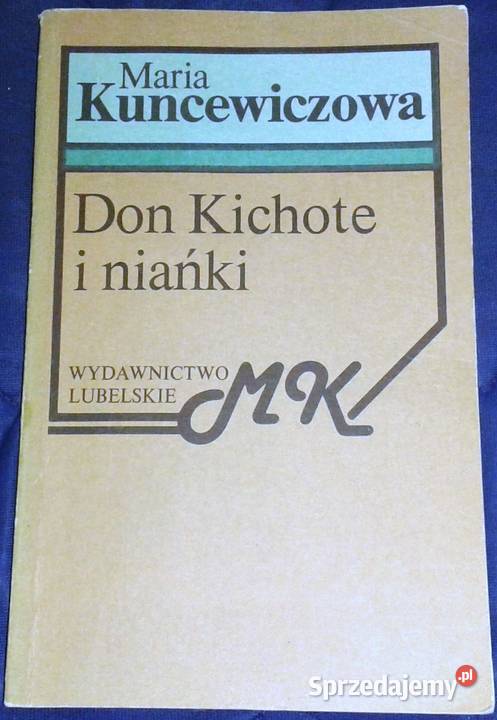 Maria
Kuncewiczowa
Don Kichote
i niańki
WYDAWNICTWO
LUBELSKIE
MK
Sprzedajemy.pl